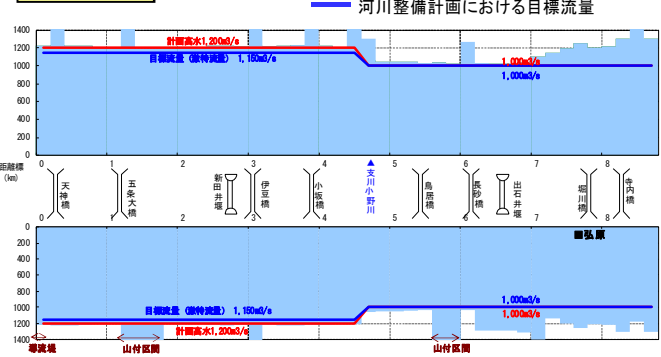 河川整備計画における目標流量
1400
計画高水1,200m3/s
1200
目標流量（激特流量） 1,150m3/s
1,000m3/s
1000
1,000m3/s
800
600
400
200
0
距離標
(km)
0 1 2 3 4 5 6 7 8
天神橋
五条大橋
新田井堰
伊豆橋
小坂橋
▲支川小野川
鳥居橋
長砂橋
出石井堰
堀川橋
寺内橋
0 1 2 3 4 5 6 7 8
0
■弘原
200
400
600
800
1,000m3/s
1000
目標流量（激特流量） 1,150m3/s
1,000m3/s
1200
計画高水1,200m3/s
1400
導流堤
山付区間
山付区間